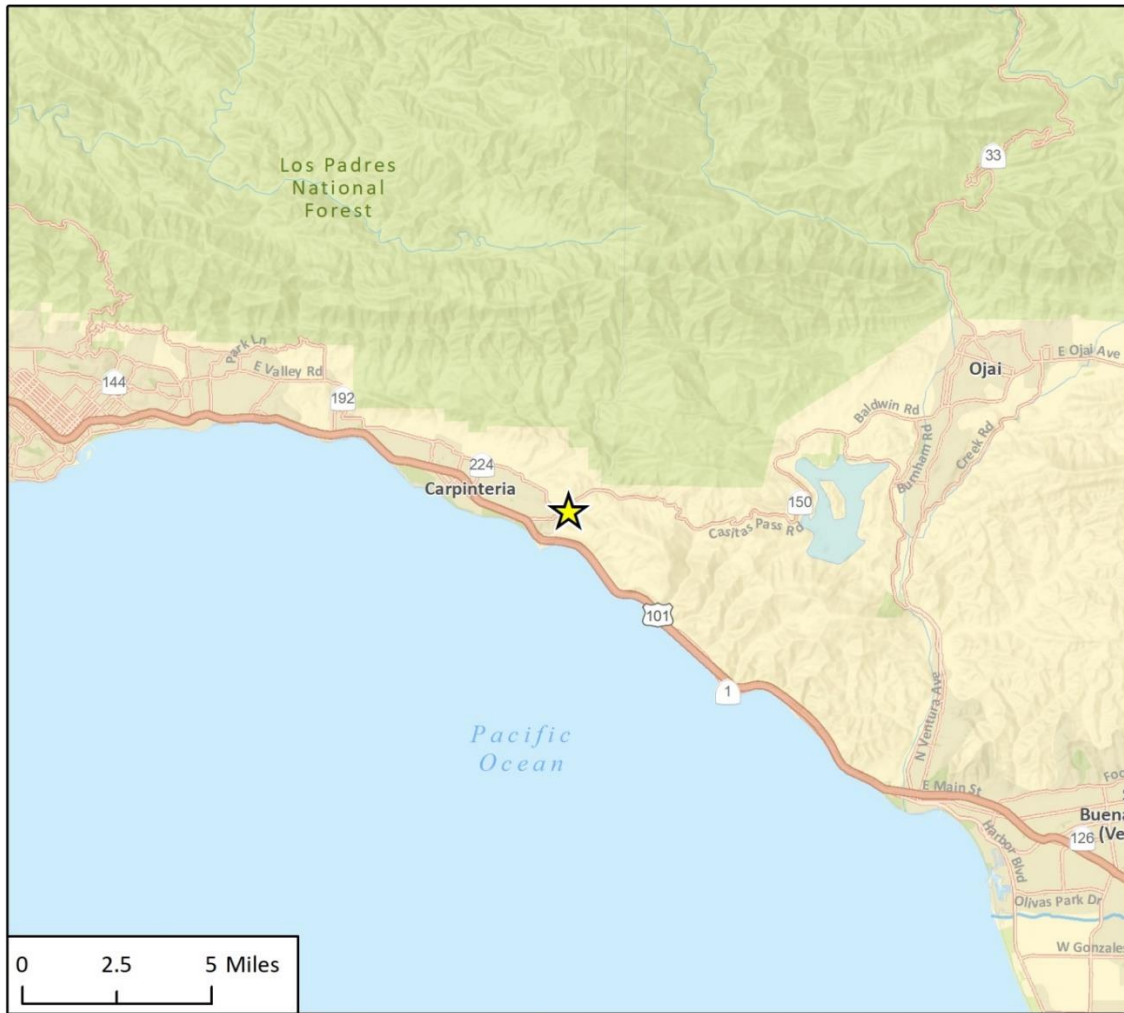 33
Los Padres
National
Forest
Park Ln
E Valley Rd
144
192
E Ojai Ave
Ojai
Baldwin Rd
Burnham Rd
Creek Rd
224
Carpinteria
150
Casitas Pass Rd
101
1
Pacific
Ocean
N Ventura Ave
E Main St
Foo
Buena
(Ve
126
Harbor Blvd
Olivas Park Dr
W Gonzales
0 2.5 5 Miles